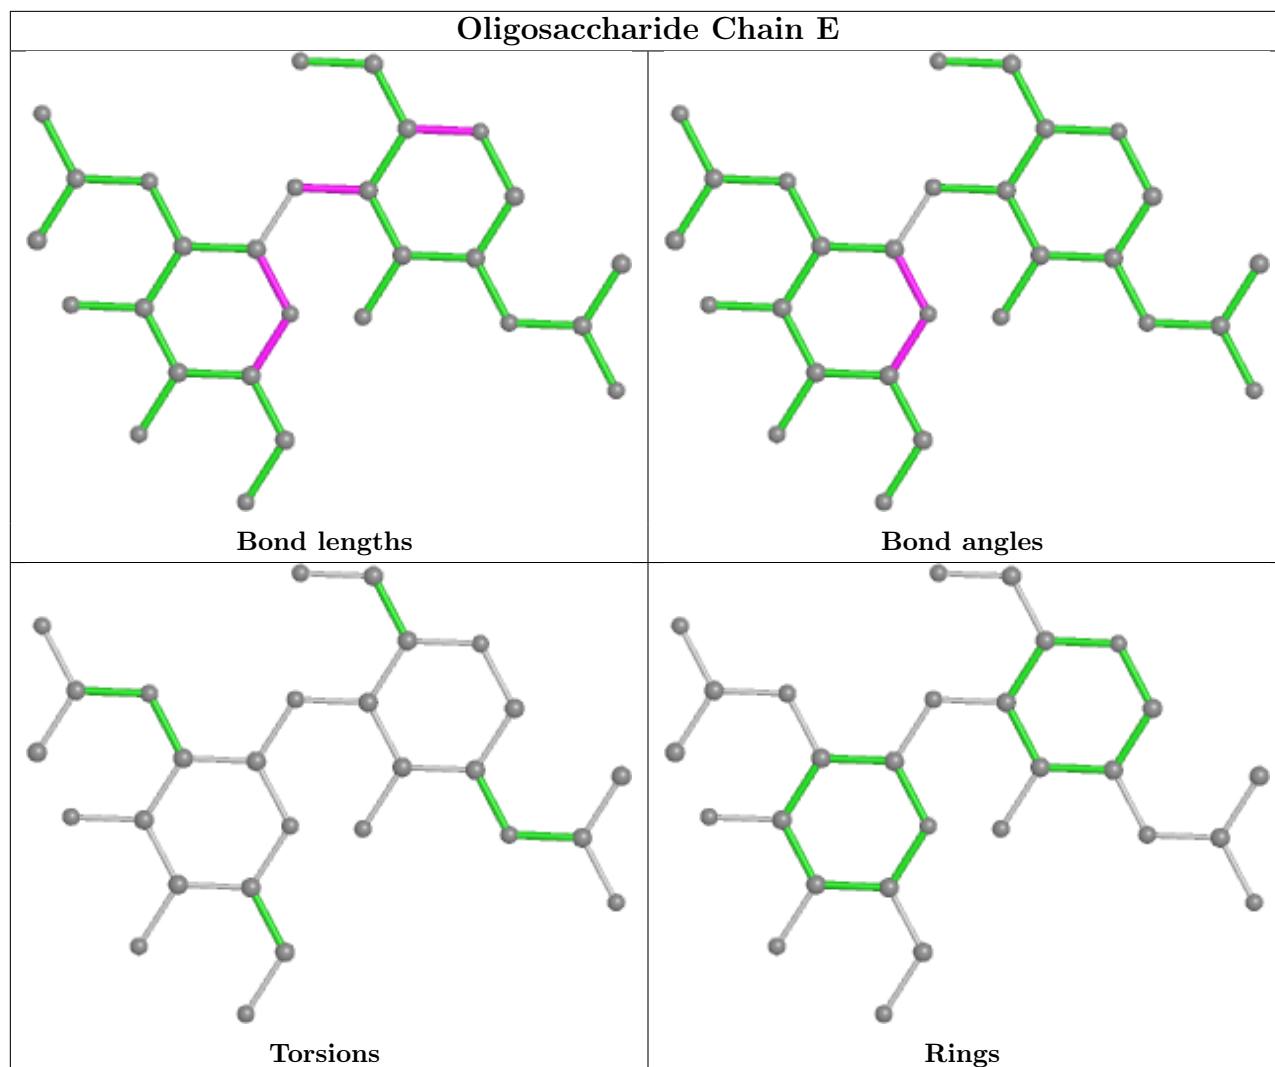 Oligosaccharide Chain E
Bond lengths
Bond angles
Torsions
Rings